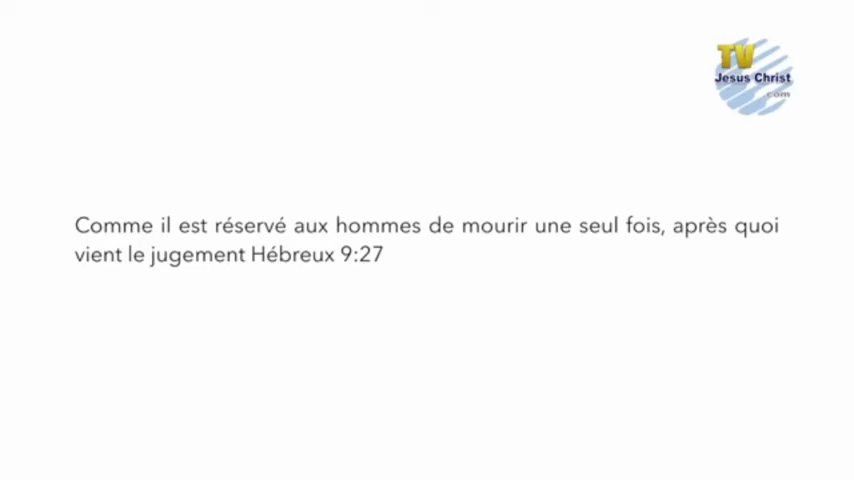 TV
Jesus Christ
.com
Comme il est réservé aux hommes de mourir une seul fois, après quoi
vient le jugement Hébreux 9:27